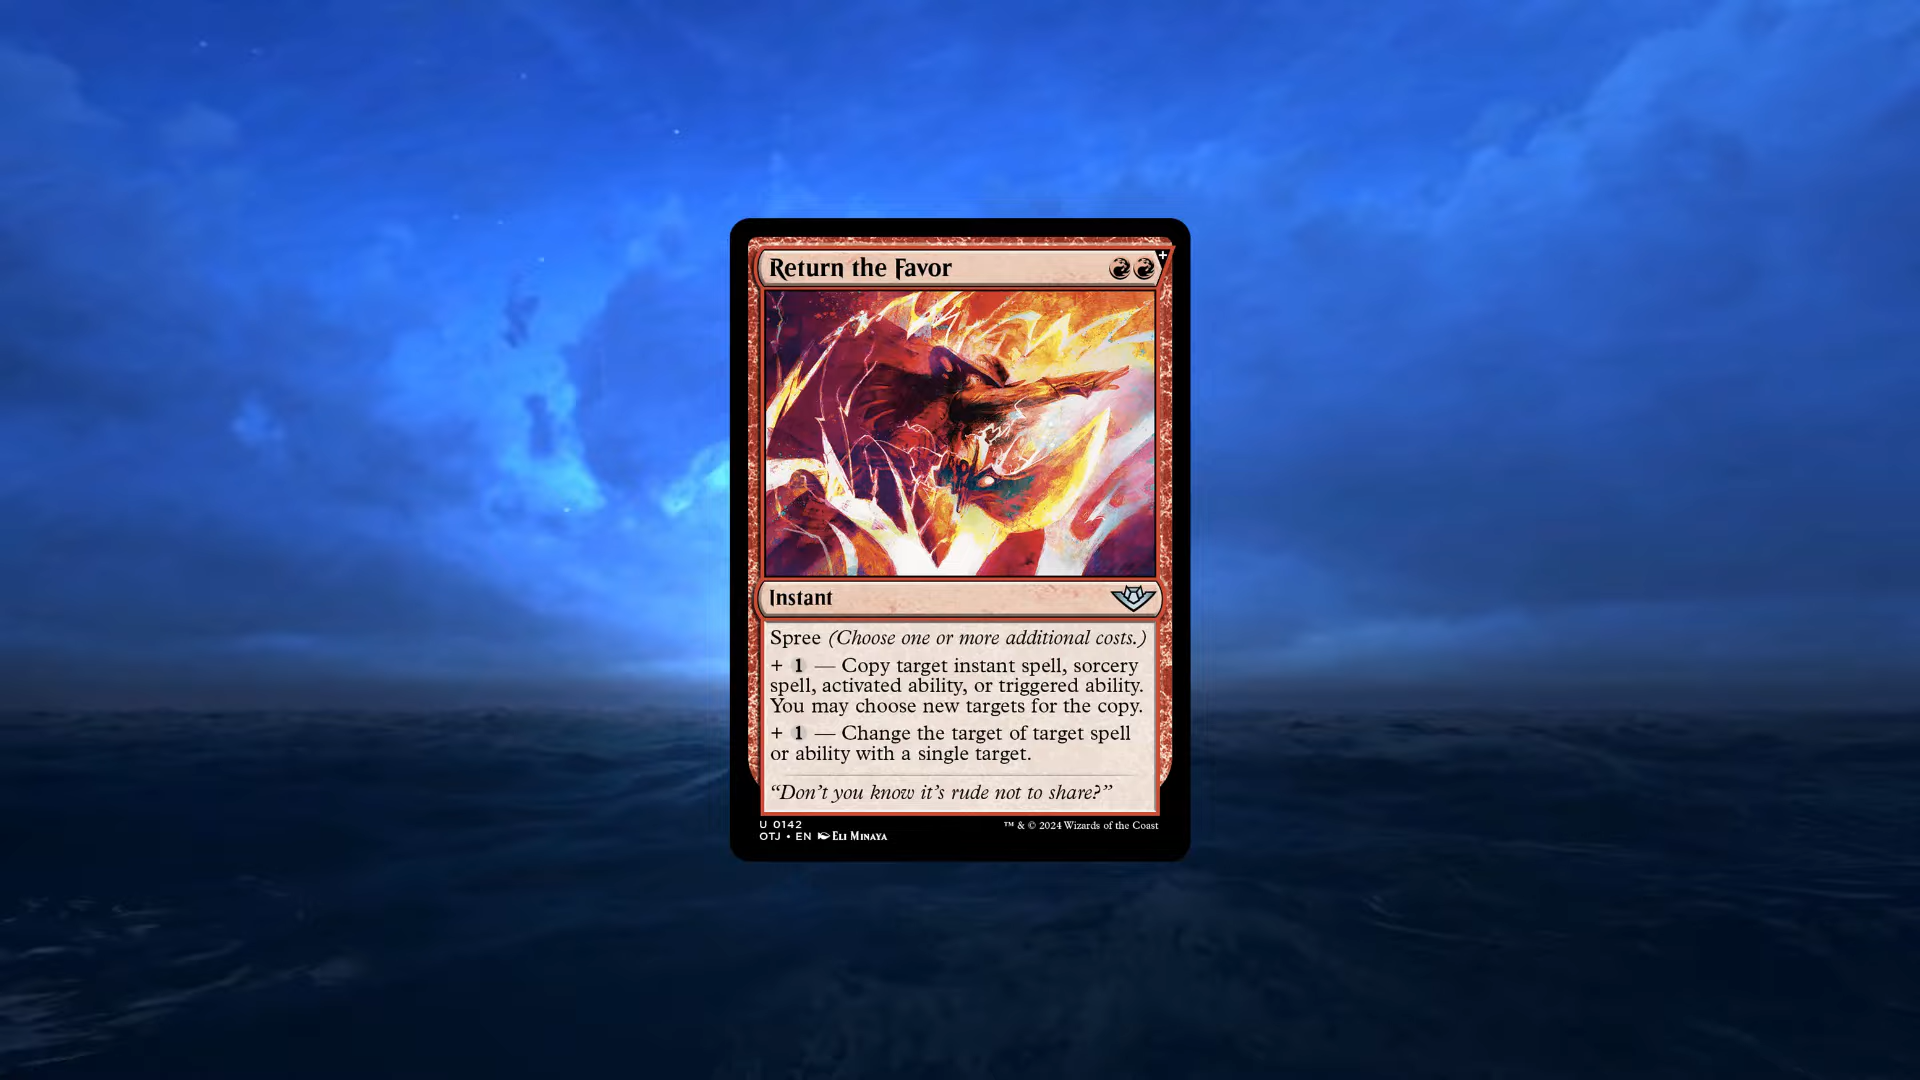 Return the Favor
Instant
Spree (Choose one or more additional costs.)
+ 1 — Copy target instant spell, sorcery
spell, activated ability, or triggered ability.
You may choose new targets for the copy.
+ 1 — Change the target of target spell
or ability with a single target.
“Don’t you know it’s rude not to share?”
U 0142
™ & © 2024 Wizards of the Coast
OTJ • EN Eli Minaya